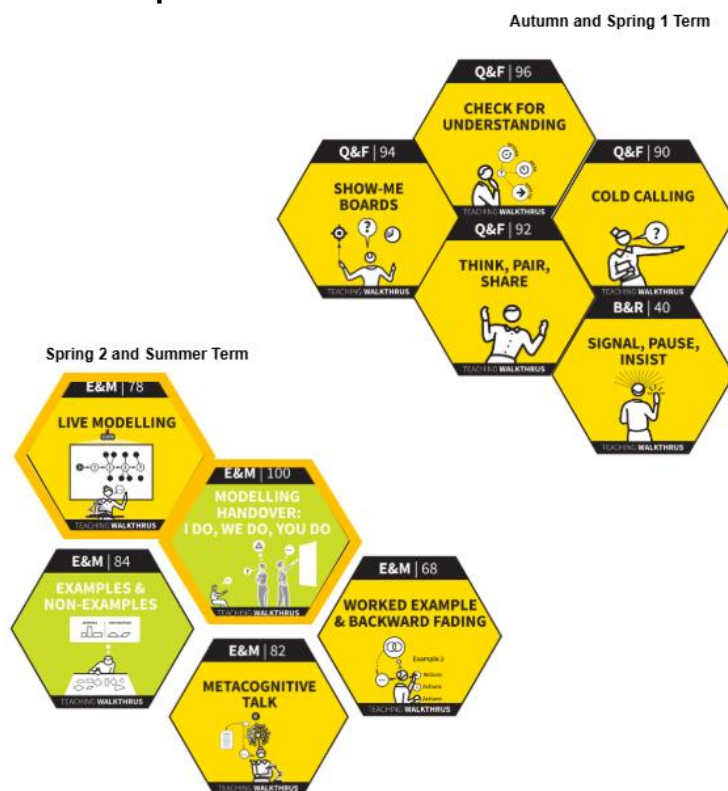 Autumn and Spring 1 Term
Q&F | 96
CHECK FOR
UNDERSTANDING
TEACHING WALKTHRUS
Q&F | 94
SHOW-ME
BOARDS
?
TEACHING WALKTHRUS
Q&F | 90
COLD CALLING
?
TEACHING WALKTHRUS
Q&F | 92
THINK, PAIR,
SHARE
TEACHING WALKTHRUS
B&R | 40
SIGNAL, PAUSE,
INSIST
TEACHING WALKTHRUS
Spring 2 and Summer Term
E&M | 78
LIVE MODELLING
TEACHING WALKTHRUS
E&M | 100
MODELLING
HANDOVER:
I DO, WE DO, YOU DO
TEACHING WALKTHRUS
E&M | 84
EXAMPLES &
NON-EXAMPLES
TEACHING WALKTHRUS
E&M | 68
WORKED EXAMPLE
& BACKWARD FADING
Example 2
TEACHING WALKTHRUS
E&M | 82
METACOGNITIVE
TALK
TEACHING WALKTHRUS